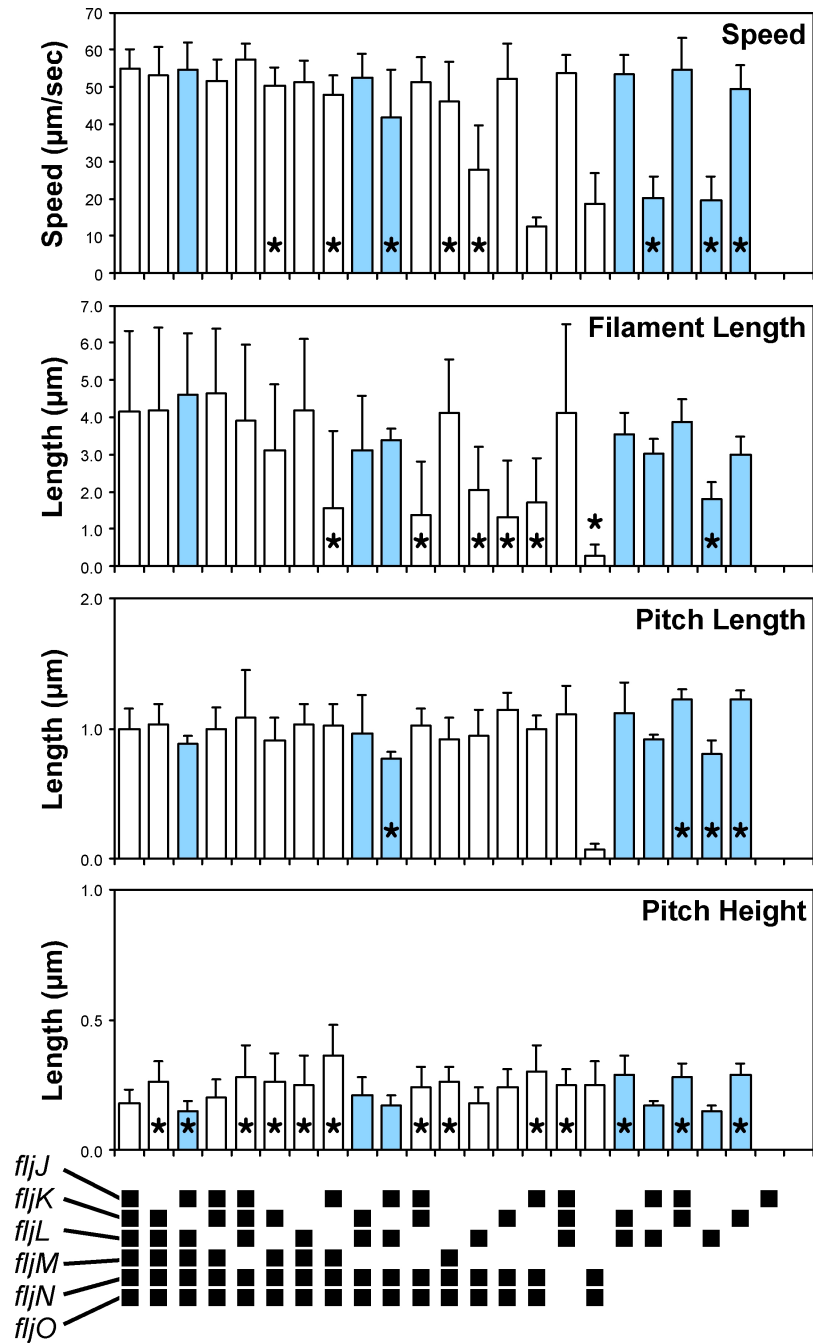 Speed
Speed (µm/sec)
70
60
50
40
30
20
10
0
* * * * * * * *
Filament Length
Length (µm)
7.0
6.0
5.0
4.0
3.0
2.0
1.0
0.0
* * * * * * *
Pitch Length
Length (µm)
2.0
1.0
0.0
* * * *
Pitch Height
Length (µm)
1.0
0.5
0.0
* * * * * * * * * * * * *
fljJ
fljK
fljL
fljM
fljN
fljO